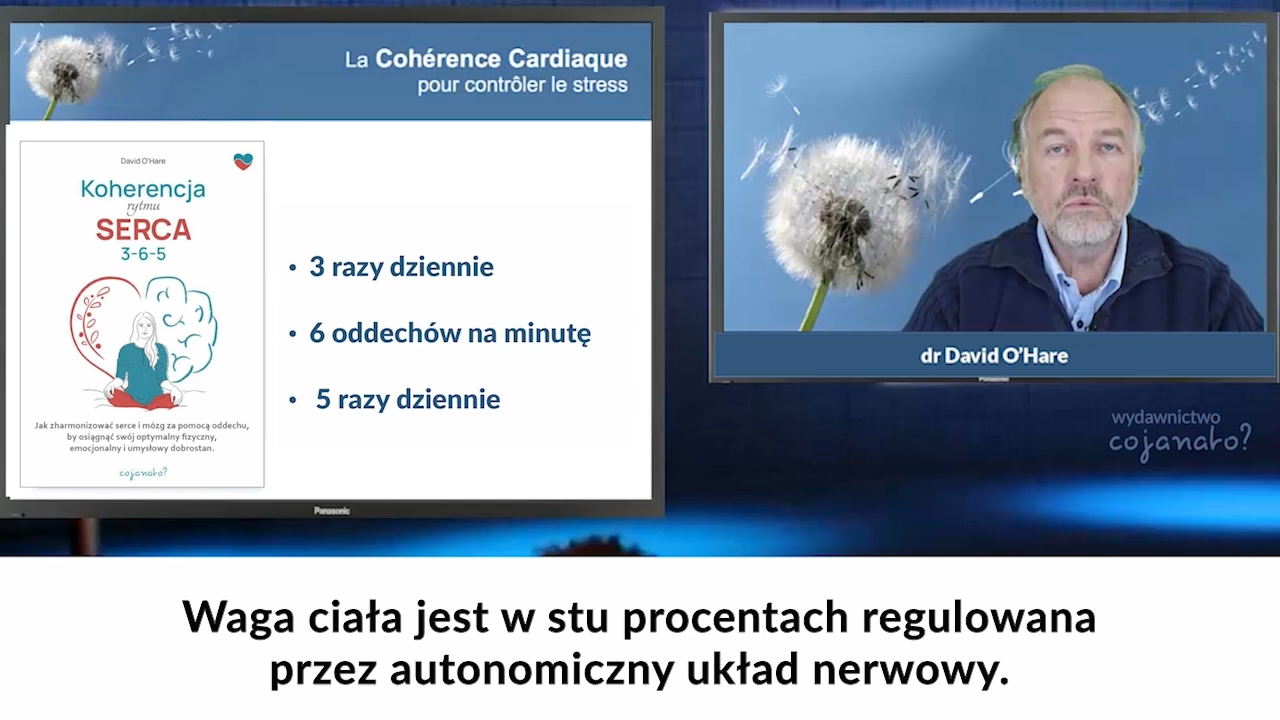 La Cohérence Cardiaque
pour contrôler le stress
David O'Hare
Koherencja
rytmu
SERCA
3-6-5
Jak zharmonizować serce i mózg za pomocą oddechu,
by osiągnąć swój optymalny fizyczny,
emocjonalny i umysłowy dobrostan.
cojanato?
• 3 razy dziennie
• 6 oddechów na minutę
• 5 razy dziennie
Panasonic
dr David O'Hare
Panasonic
wydawnictwo
cojanato?
Waga ciała jest w stu procentach regulowana
przez autonomiczny układ nerwowy.